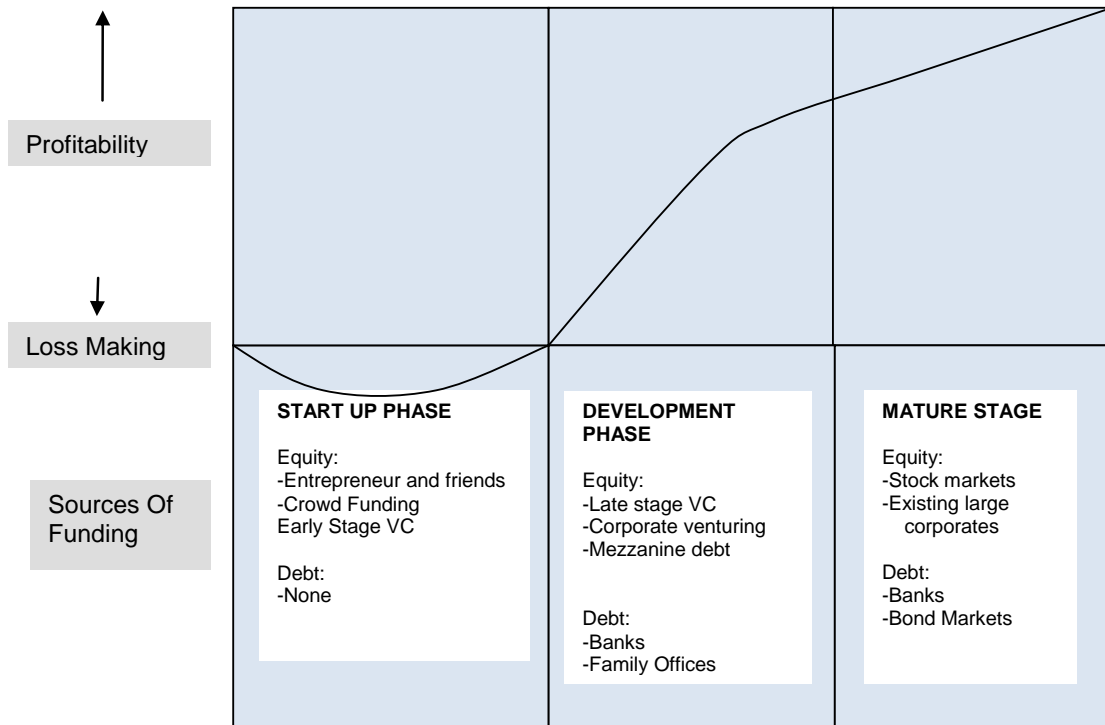 Profitability
Loss Making
Sources Of
Funding
START UP PHASE
Equity:
-Entrepreneur and friends
-Crowd Funding
Early Stage VC
Debt:
-None
DEVELOPMENT
PHASE
Equity:
-Late stage VC
-Corporate venturing
-Mezzanine debt
Debt:
-Banks
-Family Offices
MATURE STAGE
Equity:
-Stock markets
-Existing large
corporates
Debt:
-Banks
-Bond Markets